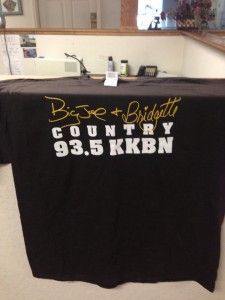 Big Joe + Bridgette
COUNTRY
93.5 KKBN